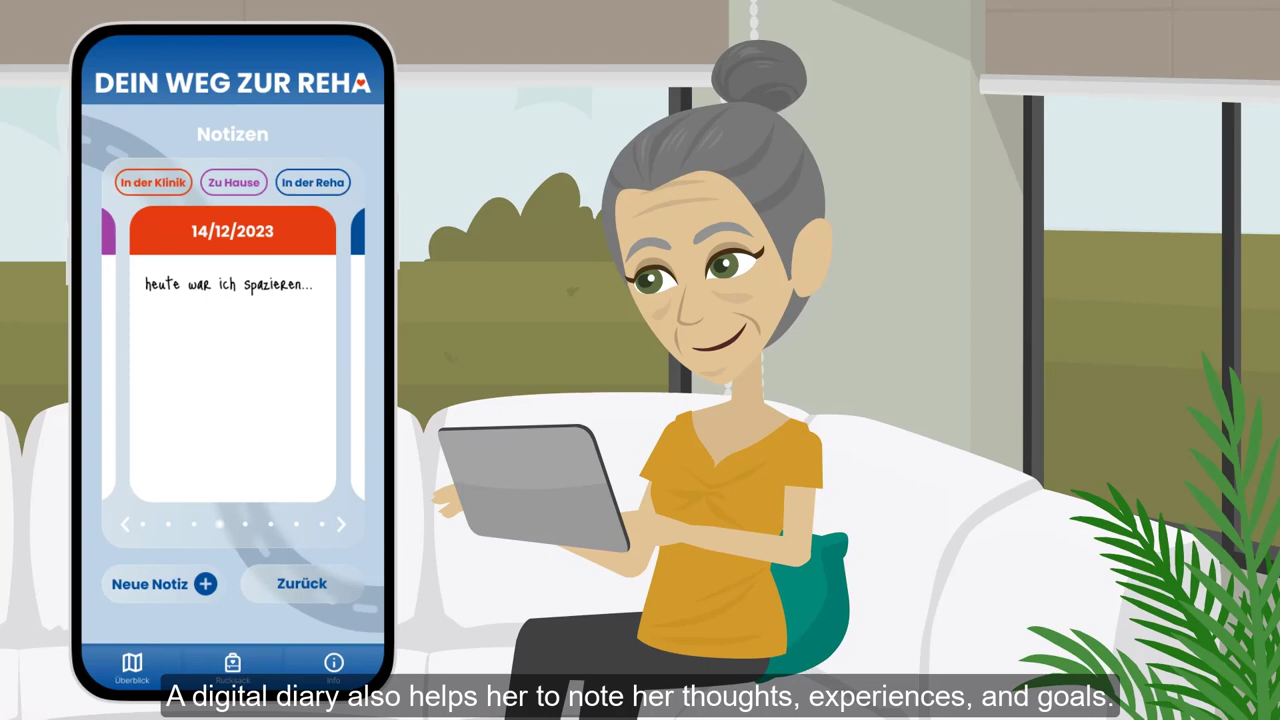 DEIN WEG ZUR REHA
Notizen
In der Klinik Zu Hause In der Reha
14/12/2023
heute war ich spazieren...
Neue Notiz Zurück
Überblick Rucksack Info
A digital diary also helps her to note her thoughts, experiences, and goals.